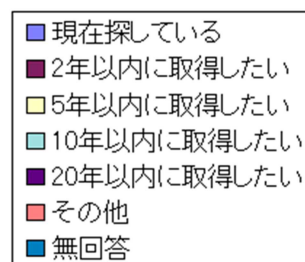 現在探している
2年以内に取得したい
5年以内に取得したい
10年以内に取得したい
20年以内に取得したい
その他
無回答